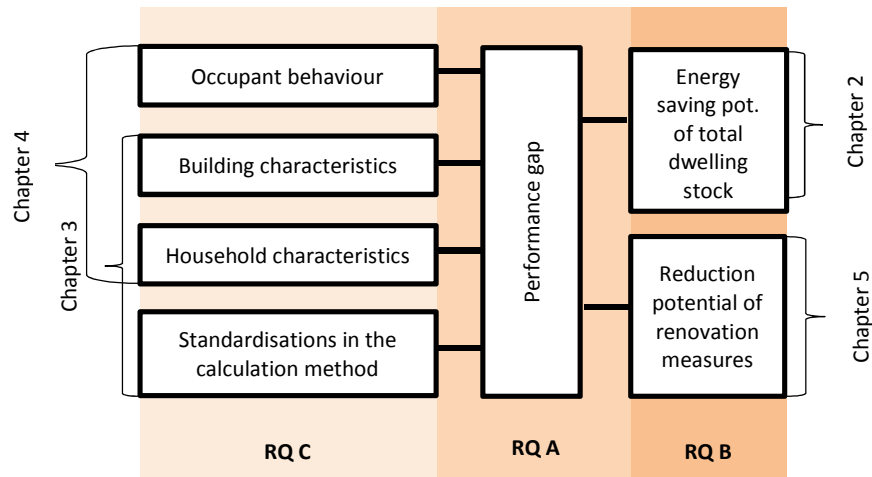 Chapter 4
Chapter 3
Occupant behaviour
Building characteristics
Household characteristics
Standardisations in the
calculation method
Performance gap
Energy
saving pot.
of total
dwelling
stock
Reduction
potential of
renovation
measures
Chapter 2
Chapter 5
RQ C
RQ A
RQ B